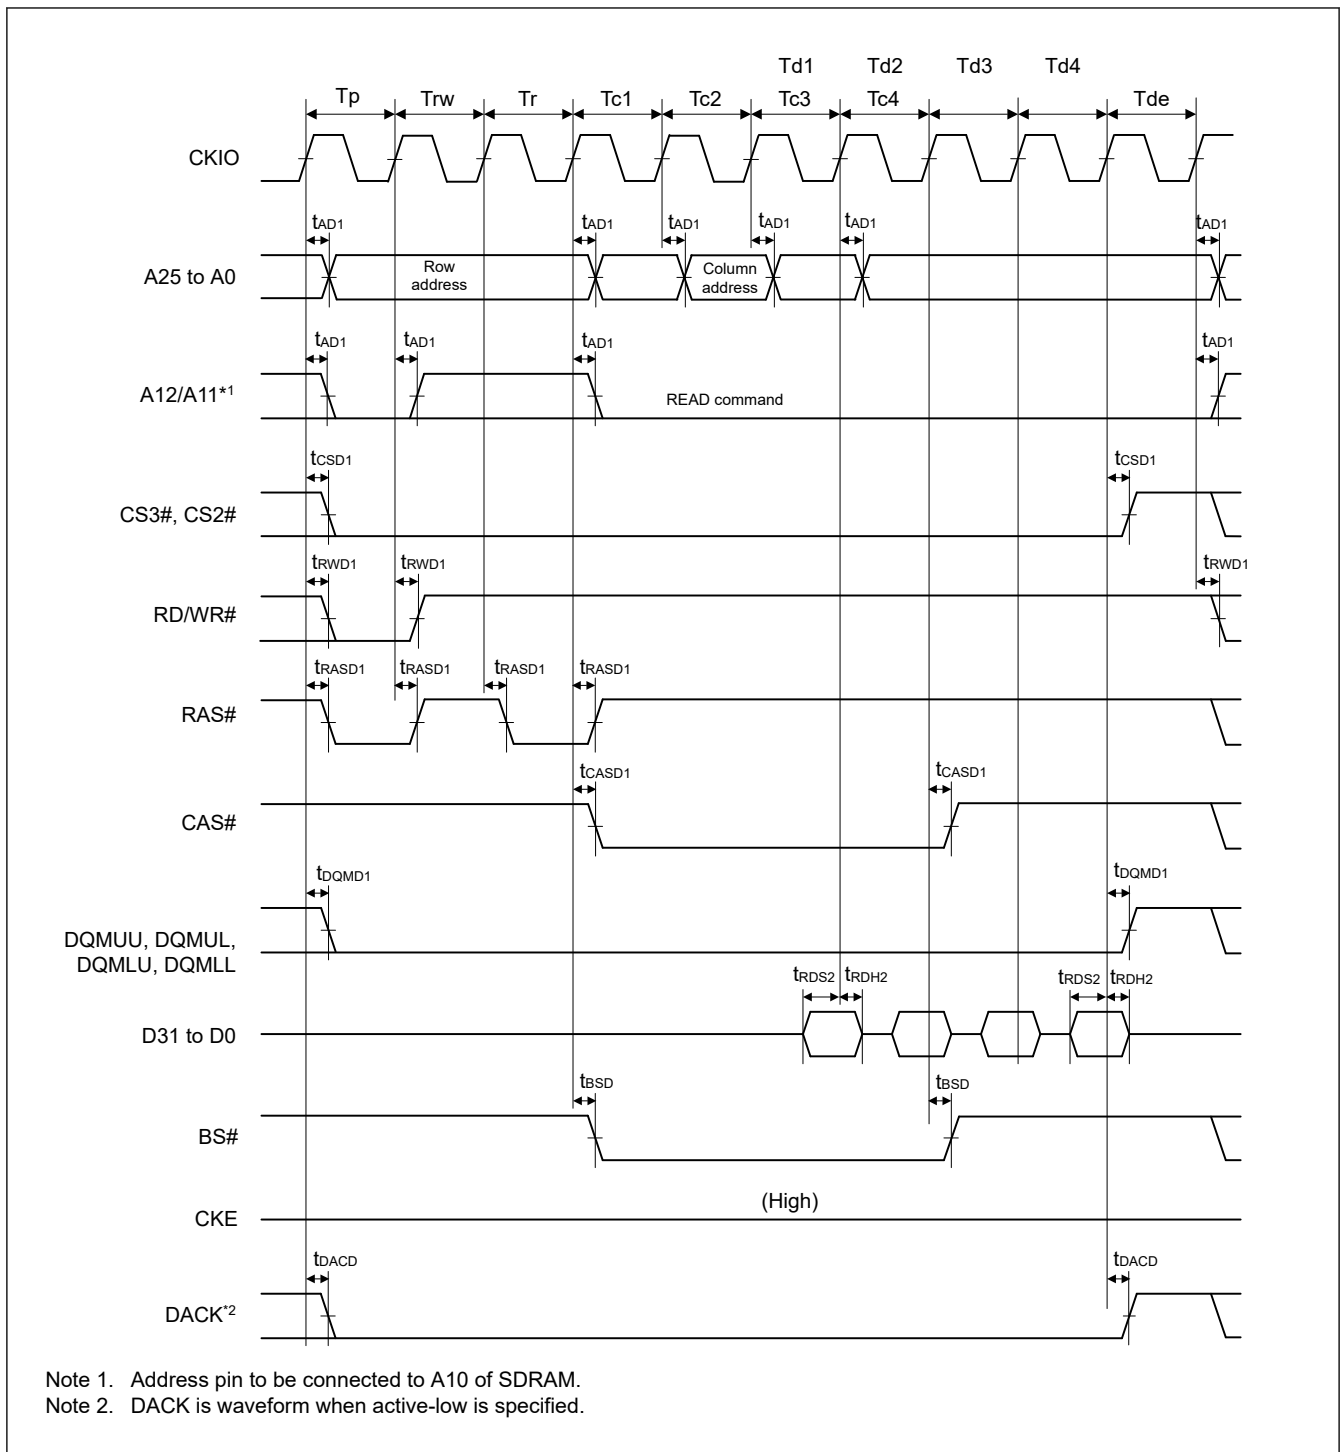 Td1 Td2 Td3 Td4
Tp Trw Tr Tc1 Tc2 Tc3 Tc4 Tde
CKIO
tAD1 tAD1 tAD1 tAD1 tAD1 tAD1
A25 to A0
Row
address
Column
address
tAD1 tAD1 tAD1 tAD1
A12/A11*1
READ command
tCSD1 tCSD1
CS3#, CS2#
tRWD1 tRWD1 tRWD1
RD/WR#
tRASD1 tRASD1 tRASD1 tRASD1
RAS#
tCASD1 tCASD1
CAS#
tDQMD1 tDQMD1
DQMUU, DQMUL,
DQMLU, DQMLL
tRDS2 tRDH2 tRDS2 tRDH2
D31 to D0
tBSD tBSD
BS#
(High)
CKE
tDACD tDACD
DACK*2
Note 1. Address pin to be connected to A10 of SDRAM.
Note 2. DACK is waveform when active-low is specified.